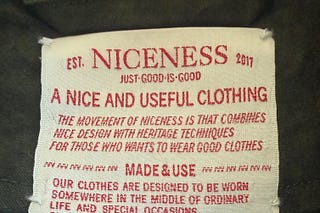 EST. NICENESS 2017
JUST·GOOD·IS·GOOD
A NICE AND USEFUL CLOTHING
THE MOVEMENT OF NICENESS IS THAT COMBINES
NICE DESIGN WITH HERITAGE TECHNIQUES
FOR THOSE WHO WANTS TO WEAR GOOD CLOTHES
MADE & USE
OUR CLOTHES ARE DESIGNED TO BE WORN
SOMEWHERE IN THE MIDDLE OF ORDINARY
LIFE AND SPECIAL OCCASIONS